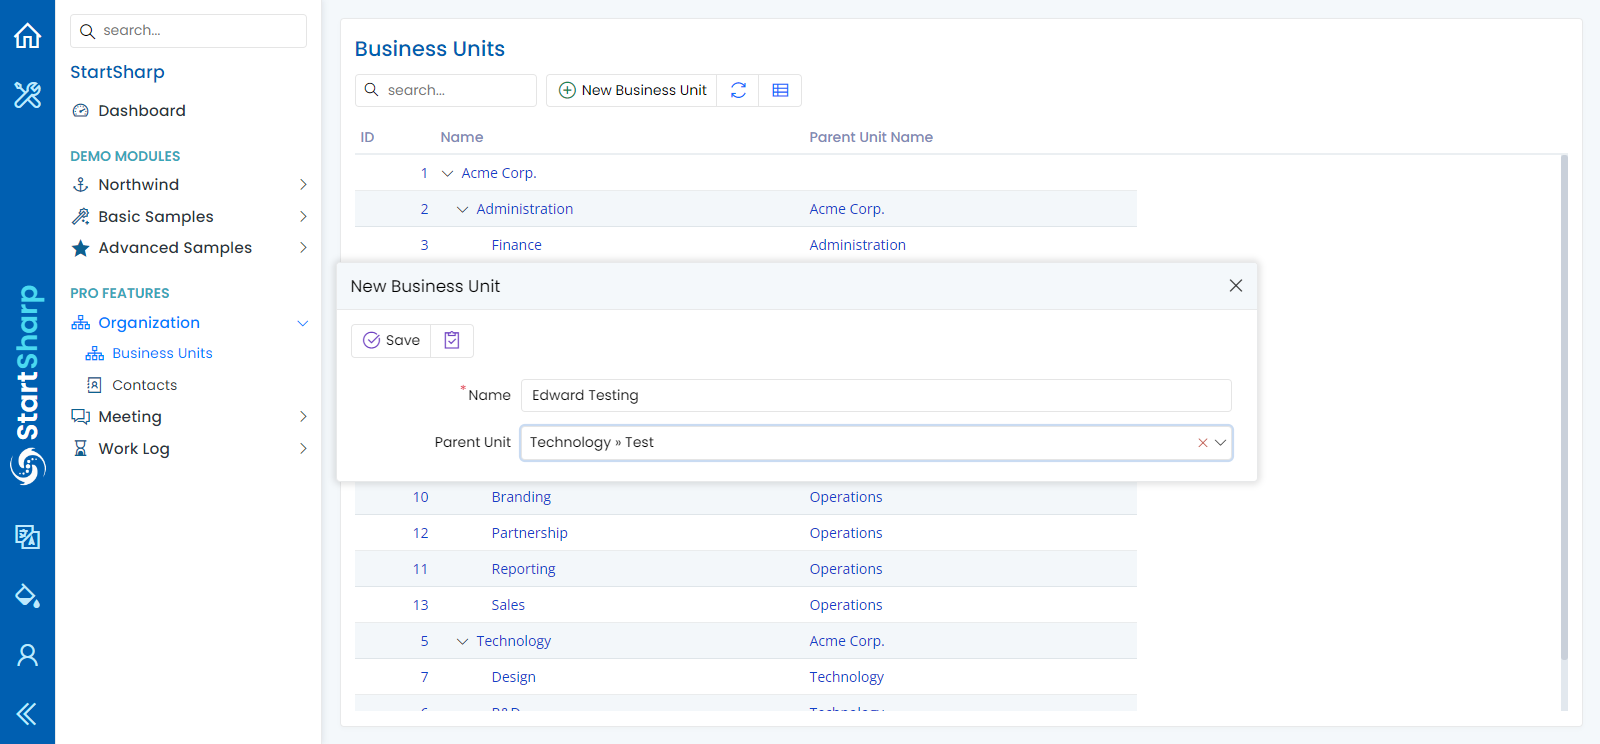 search...
StartSharp
Dashboard
DEMO MODULES
Northwind
Basic Samples
Advanced Samples
PRO FEATURES
Organization
Business Units
Contacts
Meeting
Work Log
StartSharp
Business Units
search...
New Business Unit
ID Name Parent Unit Name
1 Acme Corp.
2 Administration Acme Corp.
3 Finance Administration
New Business Unit
Save
*Name Edward Testing
Parent Unit Technology » Test
10 Branding Operations
12 Partnership Operations
11 Reporting Operations
13 Sales Operations
5 Technology Acme Corp.
7 Design Technology
6 R&D Technology